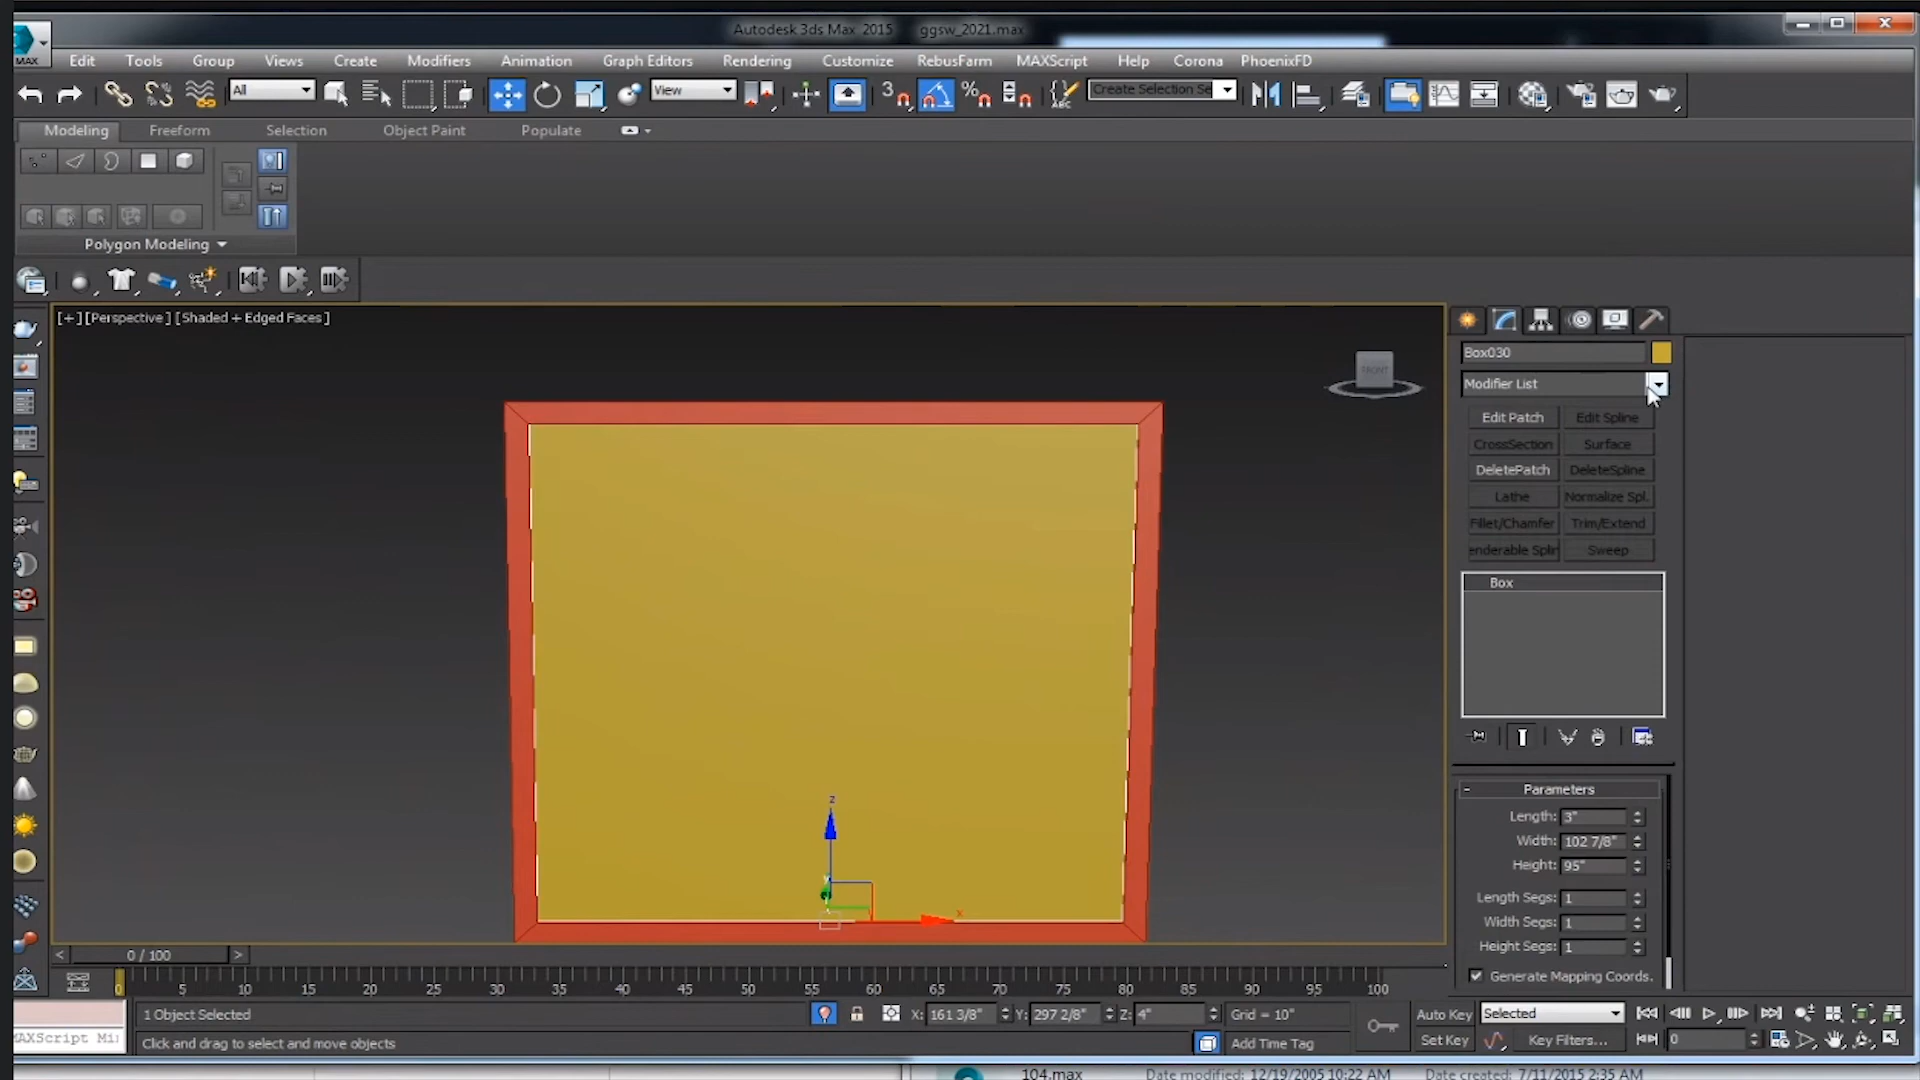 Autodesk 3ds Max 2015 ggsw_2021.max
MAX Edit Tools Group Views Create Modifiers Animation Graph Editors Rendering Customize RebusFarm MAXScript Help Corona PhoenixFD
All View 3 % ABC Create Selection Se
Modeling Freeform Selection Object Paint Populate
Polygon Modeling
[+][Perspective][Shaded + Edged Faces]
FRONT
Box030
Modifier List
Edit Patch Edit Spline
CrossSection Surface
DeletePatch DeleteSpline
Lathe Normalize Spl.
Fillet/Chamfer Trim/Extend
enderable Splin Sweep
Box
Parameters
Length: 3"
Width: 102 7/8"
Height: 95"
Length Segs: 1
Width Segs: 1
Height Segs: 1
Generate Mapping Coords.
z
x
< 0 / 100 >
0 5 10 15 20 25 30 35 40 45 50 55 60 65 70 75 80 85 90 95 100
1 Object Selected X: 161 3/8" Y: 297 2/8" Z: 4" Grid = 10" Auto Key Selected
MAXScript Mi Click and drag to select and move objects Add Time Tag Set Key Key Filters... 0
104.max Date modified: 12/19/2005 10:22 AM Date created: 7/11/2015 2:35 AM